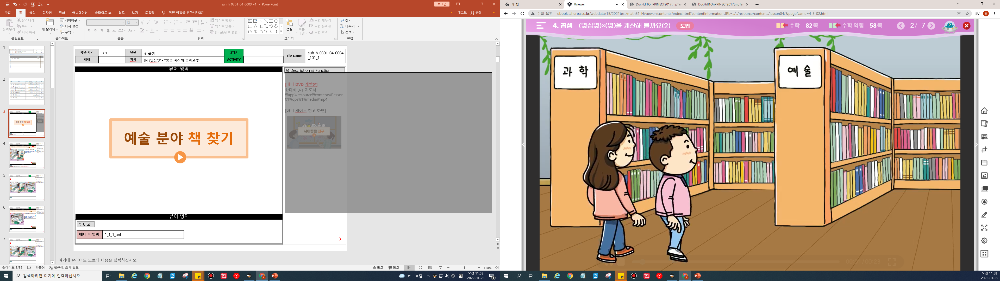 suh_h_0301_04_0003_v1 - PowerPoint
로그인
파일 홈 삽입 디자인 전환 애니메이션 슬라이드 쇼 검토 보기 도움말 어떤 작업을 원하시나요?
레코드 공유
붙여넣기
잘라내기
복사
서식 복사
클립보드
새 슬라이드
레이아웃
다시 설정
구역
슬라이드
12
글꼴
텍스트 방향
텍스트 맞춤
SmartArt로 변환
단락
정렬
빠른 스타일
도형 채우기
도형 윤곽선
도형 효과
그리기
찾기
바꾸기
선택
편집
1
2
3
4
5
6
7
학년-학기 3-1 단원 4. 곱셈 STEP
제재 차시 04 (몇십몇)×(몇)을 계산해 볼까요(2) ACTIVITY
File Name
suh_h_0301_04_0004
_101_1
뷰어 영역
Description & Function
[애니 DVD 개발물]
한대희 3-1 지도서
₩app₩resource₩contents₩lesson
01₩ops₩1₩media₩mp4
[애니 게이트 참고 화면]
사이좋은 친구
예술 분야 책 찾기
뷰어 영역
비고
애니 파일명 1_1_1_ani
3
여기에 슬라이드 노트의 내용을 입력하십시오
슬라이드 3/35 한국어 접근성: 조사 필요
메모 메모 110%
검색하려면 여기에 입력하십시오.
3°C 흐림
오전 11:58
2022-01-25
새 탭
JJviewer
DocHdl1OnPRINECT2017tmpTa
DocHdl1OnPRINECT2017tmpTa
주의 요함 ebook.tsherpa.co.kr/webdata/15/2021test/math31_H/viewer/contents/index.html?contentInformationURL=../../resource/contents/lesson04/&pageName=4_3_02.html
4. 곱셈 (몇십몇)×(몇)을 계산해 볼까요(2) 도입
수학 82쪽 수학 익힘 58쪽 2 / 7
과학
예술
00:01/00:23
오전 11:58
2022-01-25